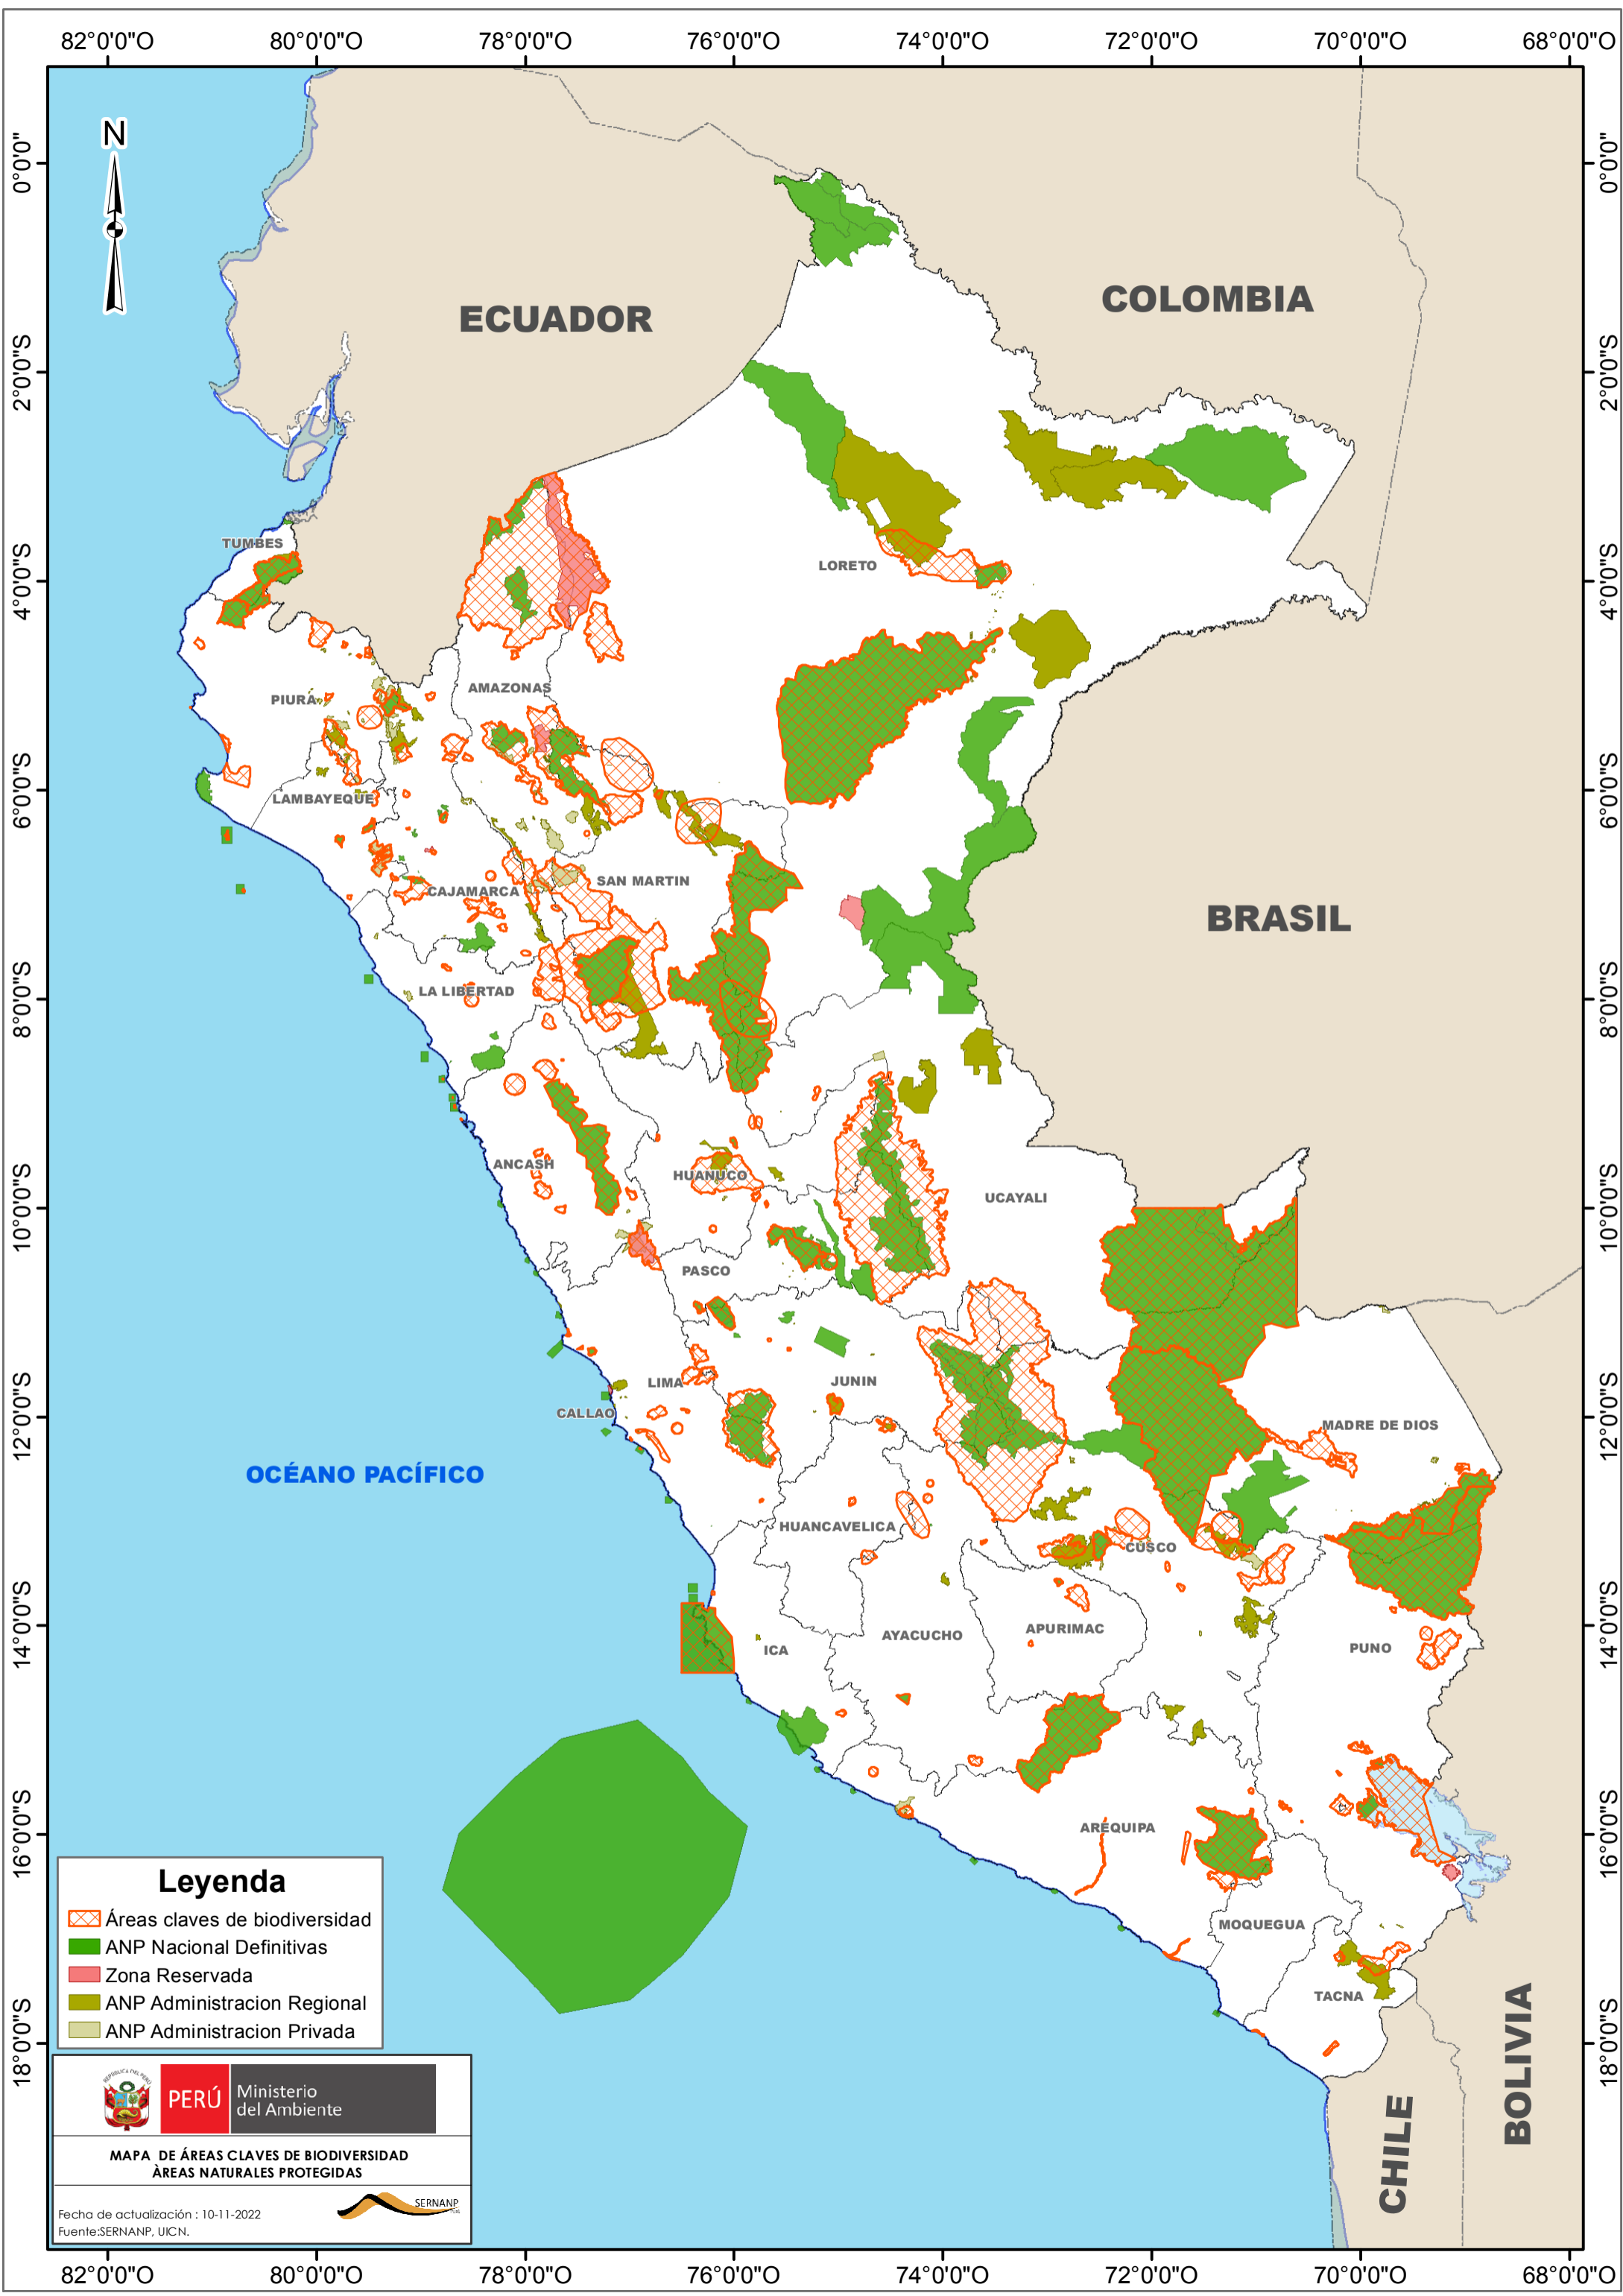 82°0'0"O 80°0'0"O 78°0'0"O 76°0'0"O 74°0'0"O 72°0'0"O 70°0'0"O 68°0'0"O
N
0°0'0"
0°0'0"
COLOMBIA
ECUADOR
2°0'0"S
2°0'0"S
TUMBES
LORETO
4°0'0"S
4°0'0"S
AMAZONAS
PIURA
6°0'0"S
6°0'0"S
LAMBAYEQUE
SAN MARTIN
CAJAMARCA
BRASIL
LA LIBERTAD
8°0'0"S
8°0'0"S
ANCASH
HUANUCO
UCAYALI
10°0'0"S
10°0'0"S
PASCO
LIMA
JUNIN
CALLAO
12°0'0"S
12°0'0"S
MADRE DE DIOS
OCÉANO PACÍFICO
HUANCAVELICA
CUSCO
14°0'0"S
14°0'0"S
APURIMAC
AYACUCHO
ICA
PUNO
AREQUIPA
16°0'0"S
16°0'0"S
MOQUEGUA
TACNA
18°0'0"S
18°0'0"S
BOLIVIA
CHILE
Leyenda
Áreas claves de biodiversidad
ANP Nacional Definitivas
Zona Reservada
ANP Administracion Regional
ANP Administracion Privada
REPÚBLICA DEL PERÚ
PERÚ
Ministerio
del Ambiente
MAPA DE ÁREAS CLAVES DE BIODIVERSIDAD
ÀREAS NATURALES PROTEGIDAS
SERNANP
Fecha de actualización : 10-11-2022
Fuente:SERNANP, UICN.
82°0'0"O 80°0'0"O 78°0'0"O 76°0'0"O 74°0'0"O 72°0'0"O 70°0'0"O 68°0'0"O